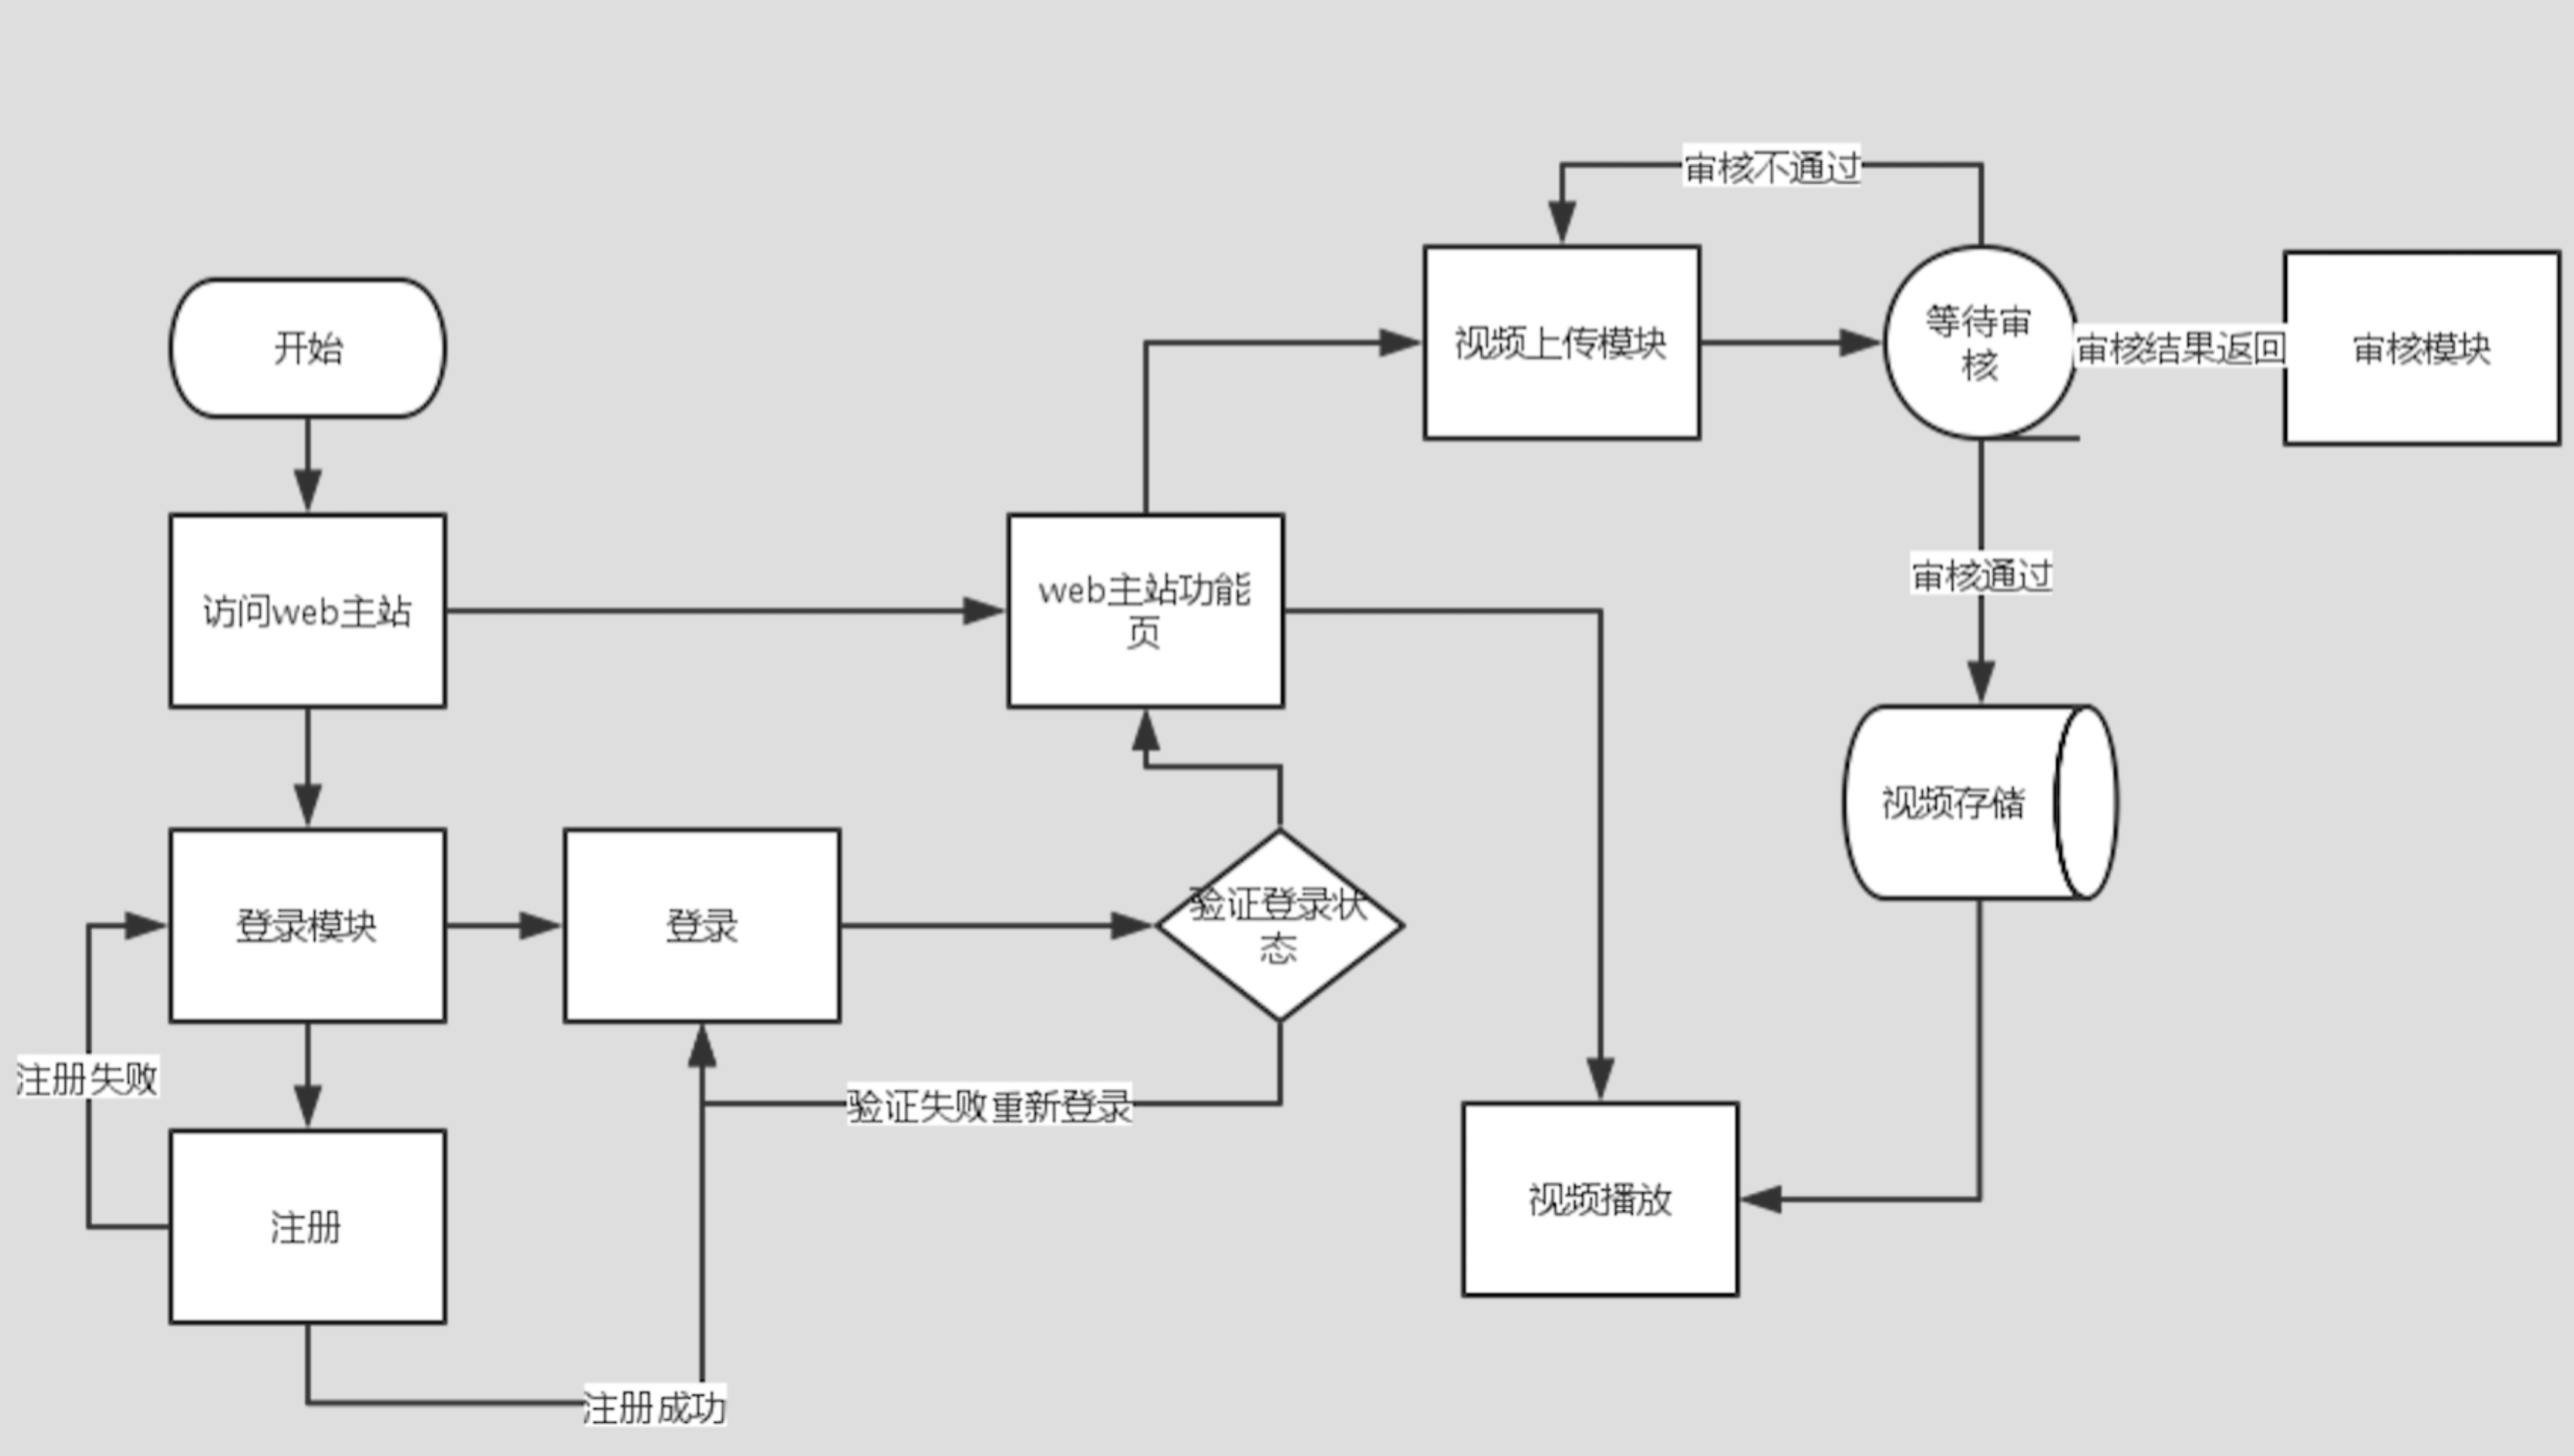 审核不通过
开始
视频上传模块
等待审
核
审核结果返回
审核模块
访问web主站
web主站功能
页
审核通过
视频存储
登录模块
登录
验证登录状
态
注册失败
验证失败重新登录
注册
视频播放
注册成功